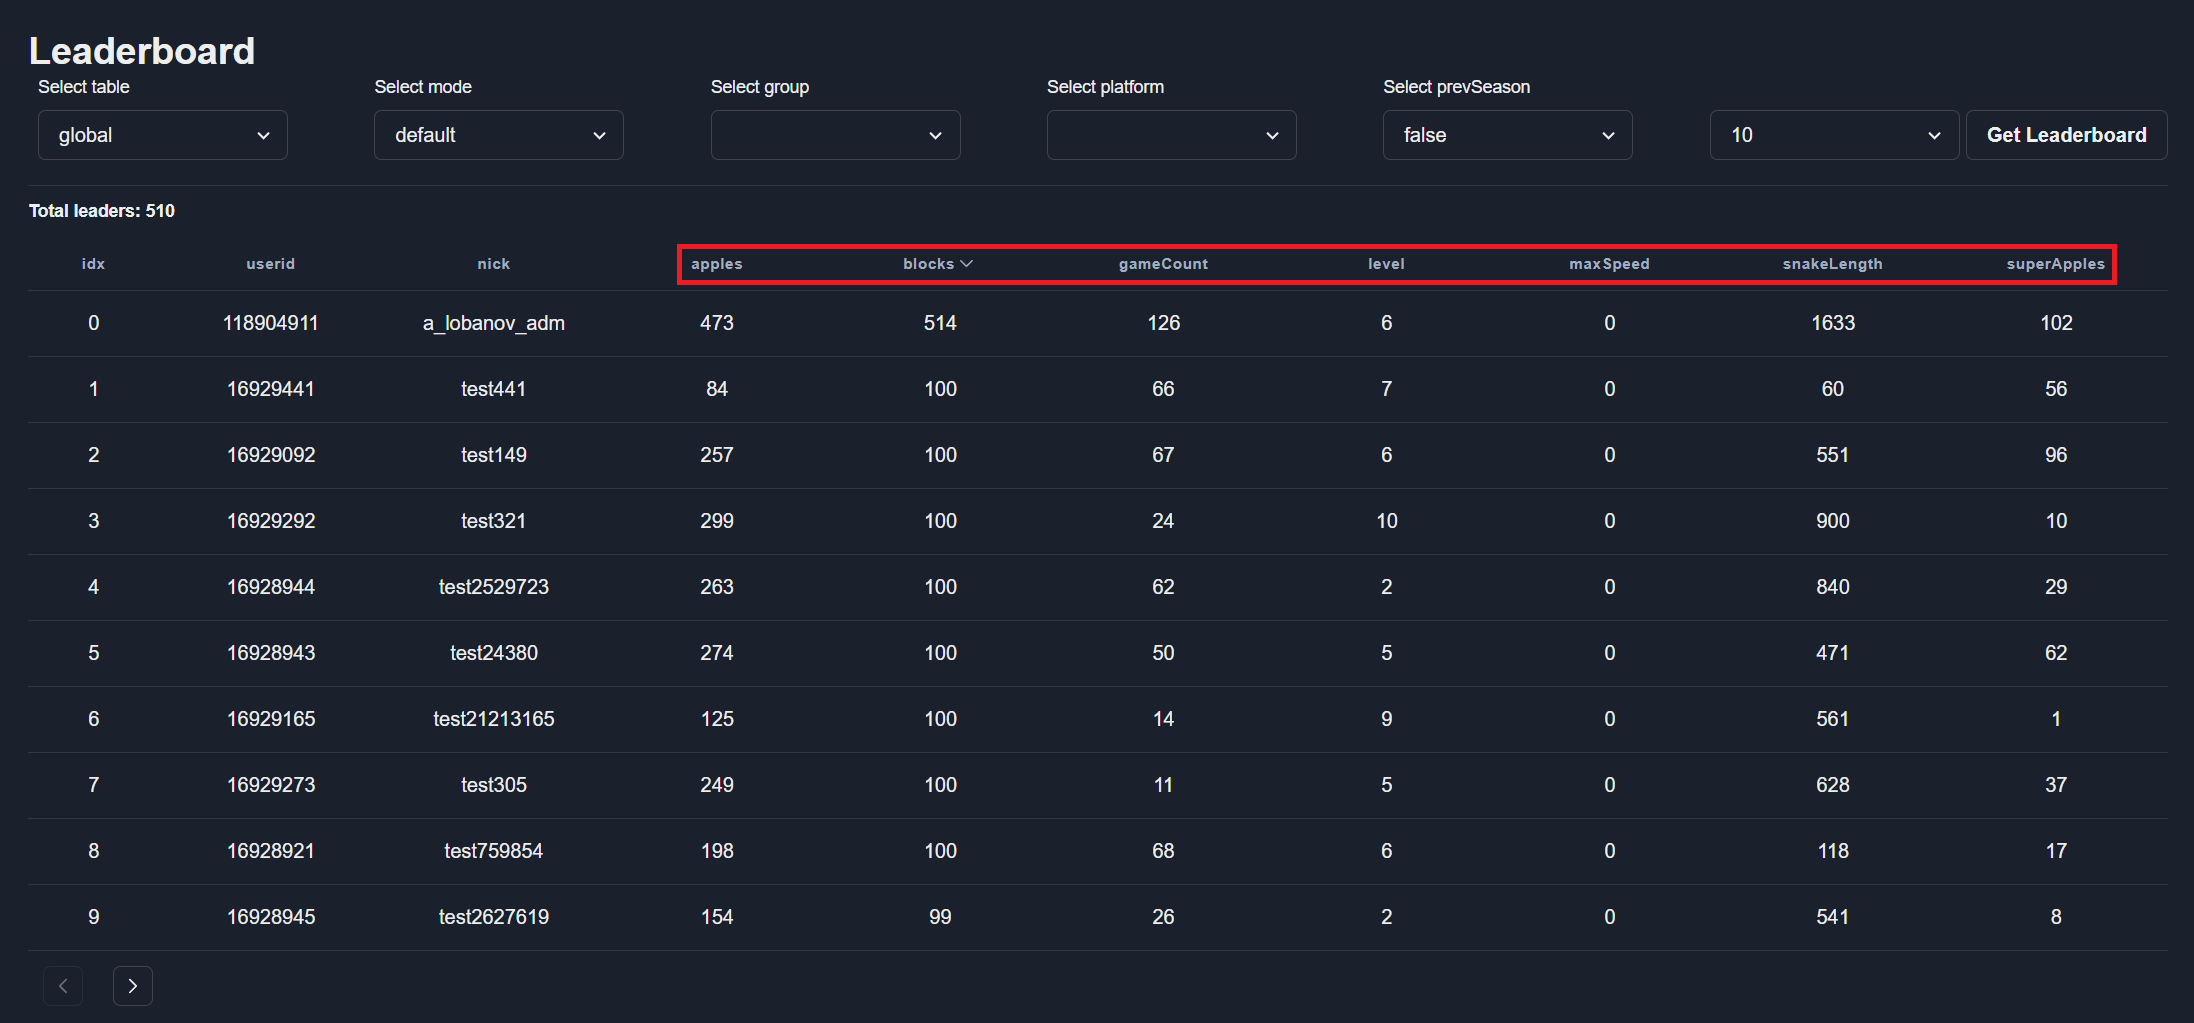 Leaderboard
Select table Select mode Select group Select platform Select prevSeason
global default false 10 Get Leaderboard
Total leaders: 510
idx userid nick apples blocks gameCount level maxSpeed snakeLength superApples
0 118904911 a_lobanov_adm 473 514 126 6 0 1633 102
1 16929441 test441 84 100 66 7 0 60 56
2 16929092 test149 257 100 67 6 0 551 96
3 16929292 test321 299 100 24 10 0 900 10
4 16928944 test2529723 263 100 62 2 0 840 29
5 16928943 test24380 274 100 50 5 0 471 62
6 16929165 test21213165 125 100 14 9 0 561 1
7 16929273 test305 249 100 11 5 0 628 37
8 16928921 test759854 198 100 68 6 0 118 17
9 16928945 test2627619 154 99 26 2 0 541 8